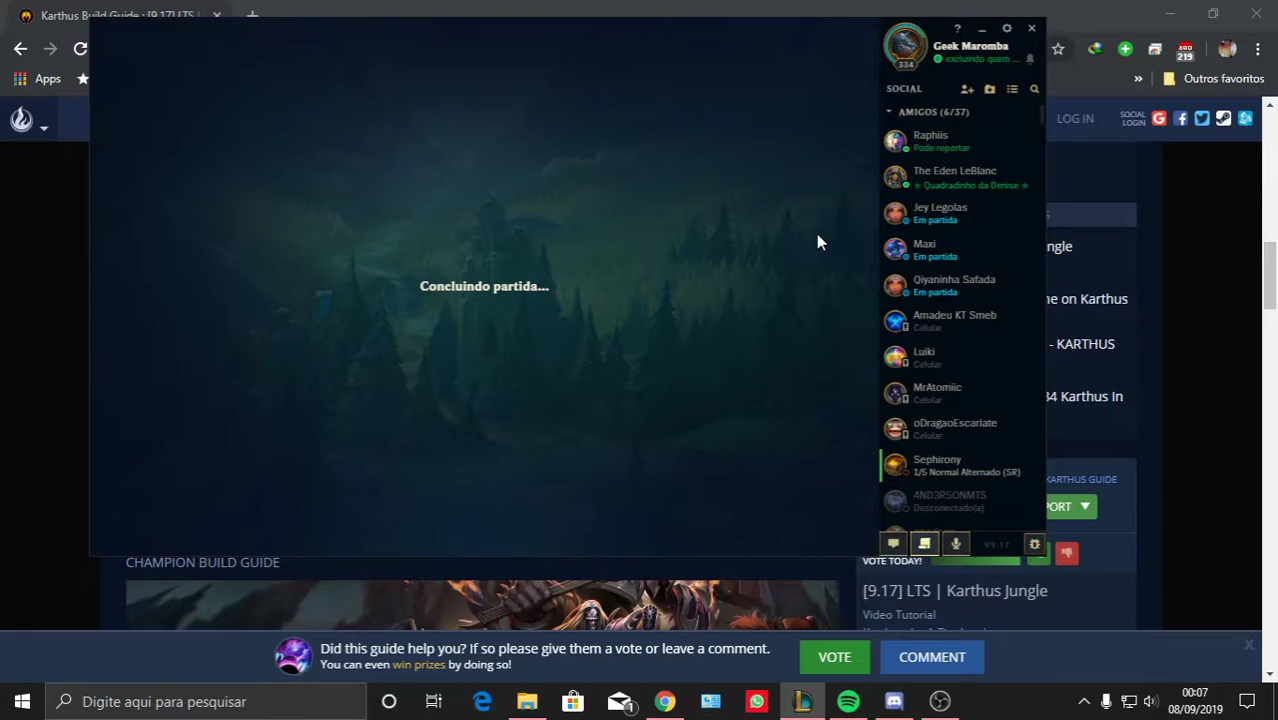 Karthus Build Guide : [9.17] LTS |
Apps
Outros favoritos
219
LOG IN
SOCIAL
LOGIN
?
Geek Maromba
excluindo quem ...
334
SOCIAL
AMIGOS (6/37)
Raphiis
Pode reportar
The Eden LeBlanc
☆ Quadradinho da Denise ☆
Jey Legolas
Em partida
Maxi
Em partida
Qiyaninha Safada
Em partida
Amadeu KT Smeb
Celular
Luiki
Celular
MrAtomiic
Celular
oDragaoEscarlate
Celular
Sephirony
1/5 Normal Alternado (SR)
4ND3R5ONMTS
Desconectado(a)
V9.17
Concluindo partida...
ngle
ne on Karthus
- KARTHUS
34 Karthus In
KARTHUS GUIDE
PORT
VOTE TODAY!
[9.17] LTS | Karthus Jungle
Video Tutorial
CHAMPION BUILD GUIDE
Did this guide help you? If so please give them a vote or leave a comment.
You can even win prizes by doing so!
VOTE
COMMENT
X
Digite aqui para pesquisar
1
00:07
08/09/2019